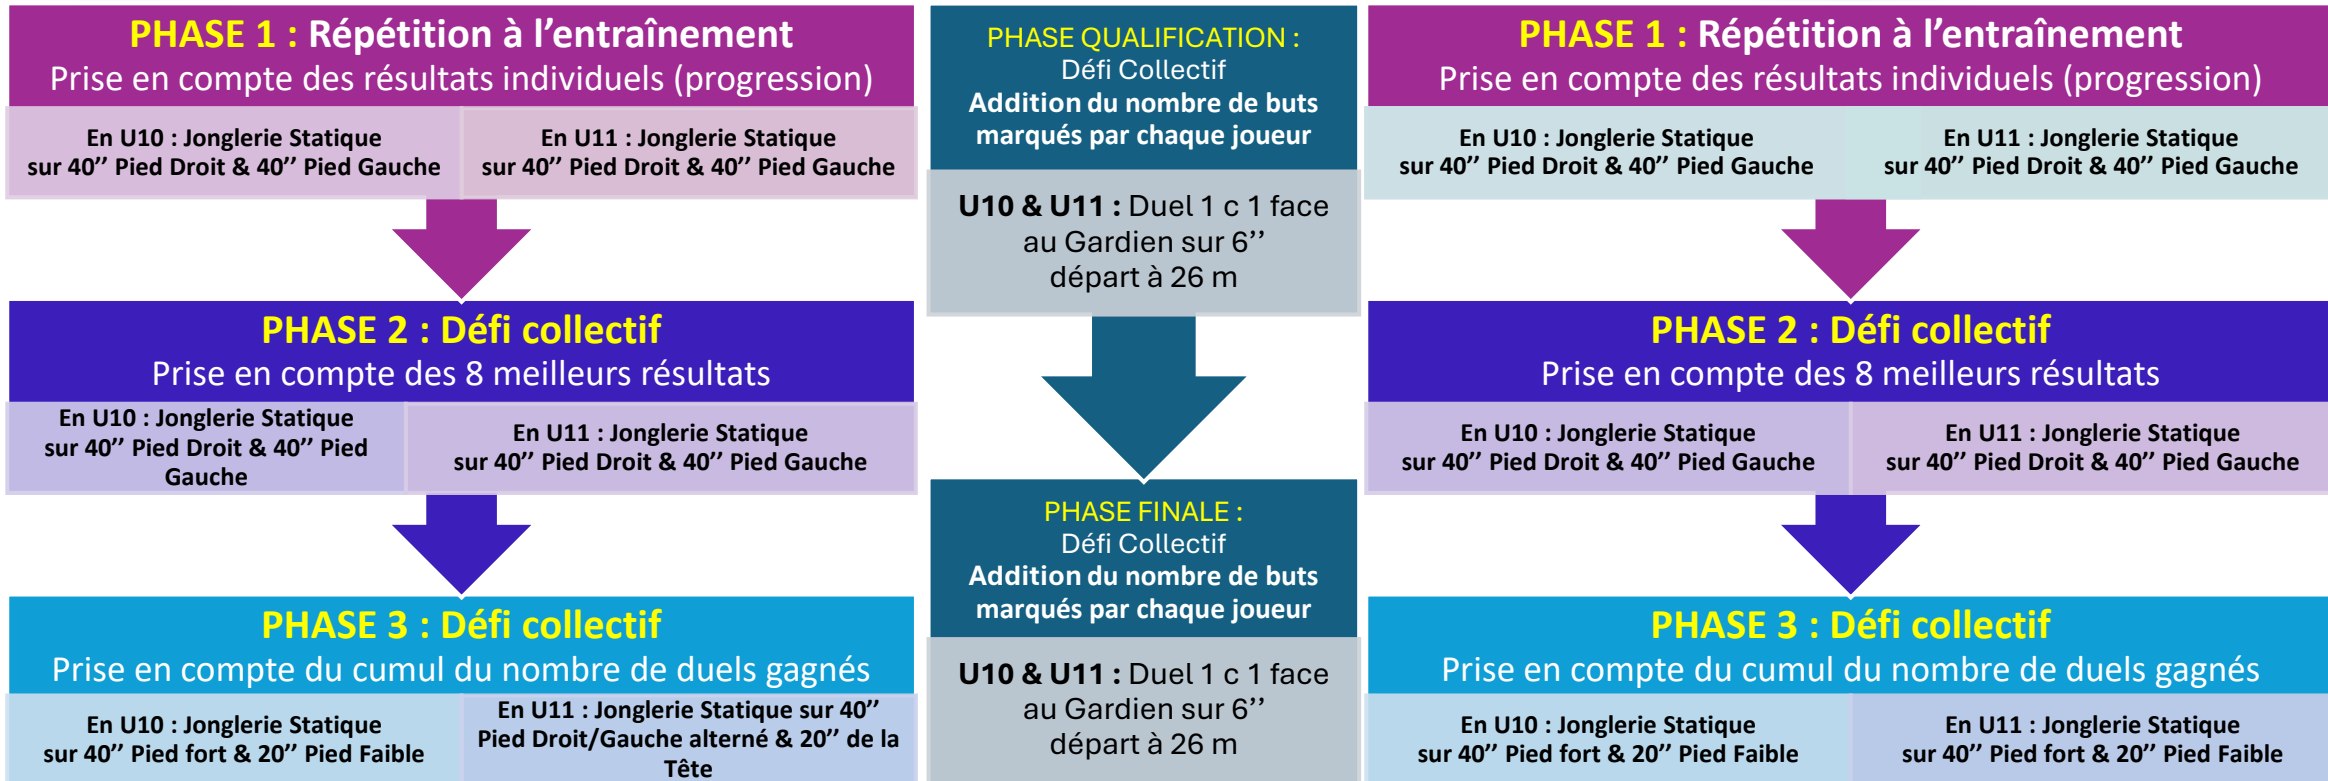 PHASE 1 : Répétition à l’entraînement
Prise en compte des résultats individuels (progression)
En U10 : Jonglerie Statique
sur 40’’ Pied Droit & 40’’ Pied Gauche
En U11 : Jonglerie Statique
sur 40’’ Pied Droit & 40’’ Pied Gauche
PHASE 2 : Défi collectif
Prise en compte des 8 meilleurs résultats
En U10 : Jonglerie Statique
sur 40’’ Pied Droit & 40’’ Pied
Gauche
En U11 : Jonglerie Statique
sur 40’’ Pied Droit & 40’’ Pied Gauche
PHASE 3 : Défi collectif
Prise en compte du cumul du nombre de duels gagnés
En U10 : Jonglerie Statique
sur 40’’ Pied fort & 20’’ Pied Faible
En U11 : Jonglerie Statique sur 40’’
Pied Droit/Gauche alterné & 20’’ de la
Tête
PHASE QUALIFICATION :
Défi Collectif
Addition du nombre de buts
marqués par chaque joueur
U10 & U11 : Duel 1 c 1 face
au Gardien sur 6’’
départ à 26 m
PHASE FINALE :
Défi Collectif
Addition du nombre de buts
marqués par chaque joueur
U10 & U11 : Duel 1 c 1 face
au Gardien sur 6’’
départ à 26 m
PHASE 1 : Répétition à l’entraînement
Prise en compte des résultats individuels (progression)
En U10 : Jonglerie Statique
sur 40’’ Pied Droit & 40’’ Pied Gauche
En U11 : Jonglerie Statique
sur 40’’ Pied Droit & 40’’ Pied Gauche
PHASE 2 : Défi collectif
Prise en compte des 8 meilleurs résultats
En U10 : Jonglerie Statique
sur 40’’ Pied Droit & 40’’ Pied Gauche
En U11 : Jonglerie Statique
sur 40’’ Pied Droit & 40’’ Pied Gauche
PHASE 3 : Défi collectif
Prise en compte du cumul du nombre de duels gagnés
En U10 : Jonglerie Statique
sur 40’’ Pied fort & 20’’ Pied Faible
En U11 : Jonglerie Statique
sur 40’’ Pied fort & 20’’ Pied Faible